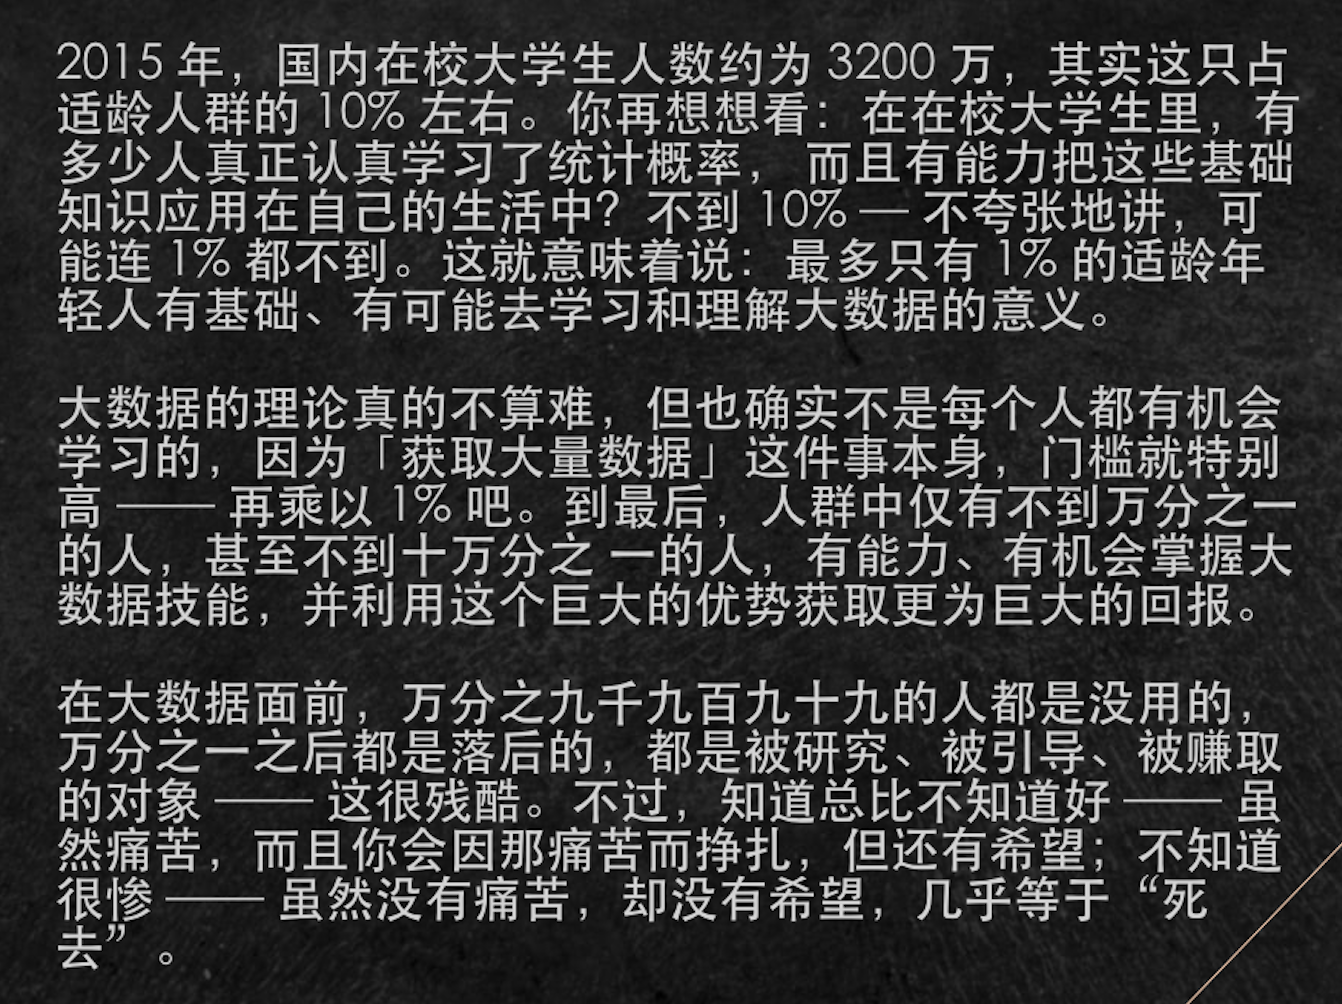 2015 年，国内在校大学生人数约为 3200 万，其实这只占
适龄人群的 10% 左右。你再想想看：在在校大学生里，有
多少人真正认真学习了统计概率， 而且有能力把这些基础
知识应用在自己的生活中？不到 10% — 不夸张地讲，可
能连 1% 都不到。这就意味着说：最多只有 1% 的适龄年
轻人有基础、有可能去学习和理解大数据的意义。
大数据的理论真的不算难，但也确实不是每个人都有机会
学习的，因为「获取大量数据」这件事本身，门槛就特别
高 —— 再乘以 1% 吧。到最后，人群中仅有不到万分之一
的人，甚至不到十万分之 一的人，有能力、有机会掌握大
数据技能，并利用这个巨大的优势获取更为巨大的回报。
在大数据面前，万分之九千九百九十九的人都是没用的，
万分之一之后都是落后的，都是被研究、被引导、被赚取
的对象 —— 这很残酷。不过，知道总比不知道好 —— 虽
然痛苦，而且你会因那痛苦而挣扎，但还有希望；不知道
很惨 —— 虽然没有痛苦，却没有希望，几乎等于“死
去”。